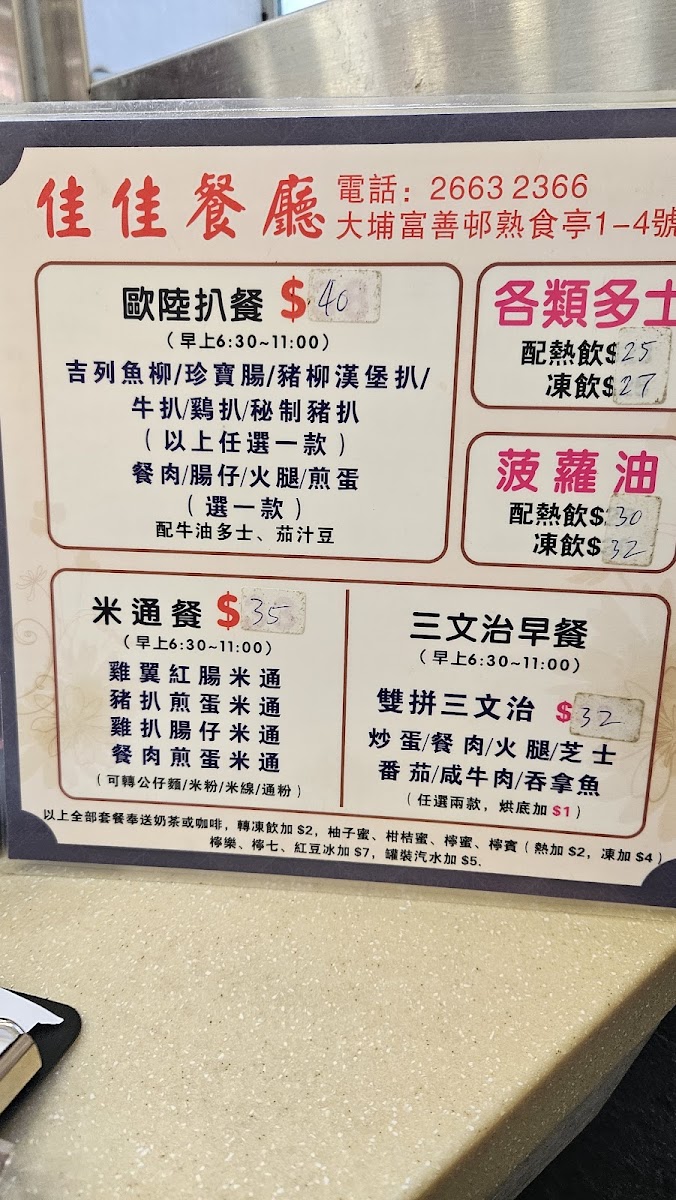 佳佳餐廳
電話：2663 2366
大埔富善邨熟食亭1-4號
歐陸扒餐 $40
(早上6:30~11:00)
吉列魚柳/珍寶腸/豬柳漢堡扒/
牛扒/鷄扒/秘制豬扒
(以上任選一款)
餐肉/腸仔/火腿/煎蛋
(選一款)
配牛油多士、茄汁豆
各類多士
配熱飲$25
凍飲$27
菠蘿油
配熱飲$30
凍飲$32
米通餐 $35
(早上6:30~11:00)
雞翼紅腸米通
豬扒煎蛋米通
雞扒腸仔米通
餐肉煎蛋米通
(可轉公仔麵/米粉/米線/通粉)
三文治早餐
(早上6:30~11:00)
雙拼三文治 $32
炒蛋/餐肉/火腿/芝士
番茄/咸牛肉/吞拿魚
(任選兩款，烘底加$1)
以上全部套餐奉送奶茶或咖啡，轉凍飲加$2，柚子蜜、柑桔蜜、檸蜜、檸賓(熱加$2，凍加$4)
檸樂、檸七、紅豆冰加$7，罐裝汽水加$5.